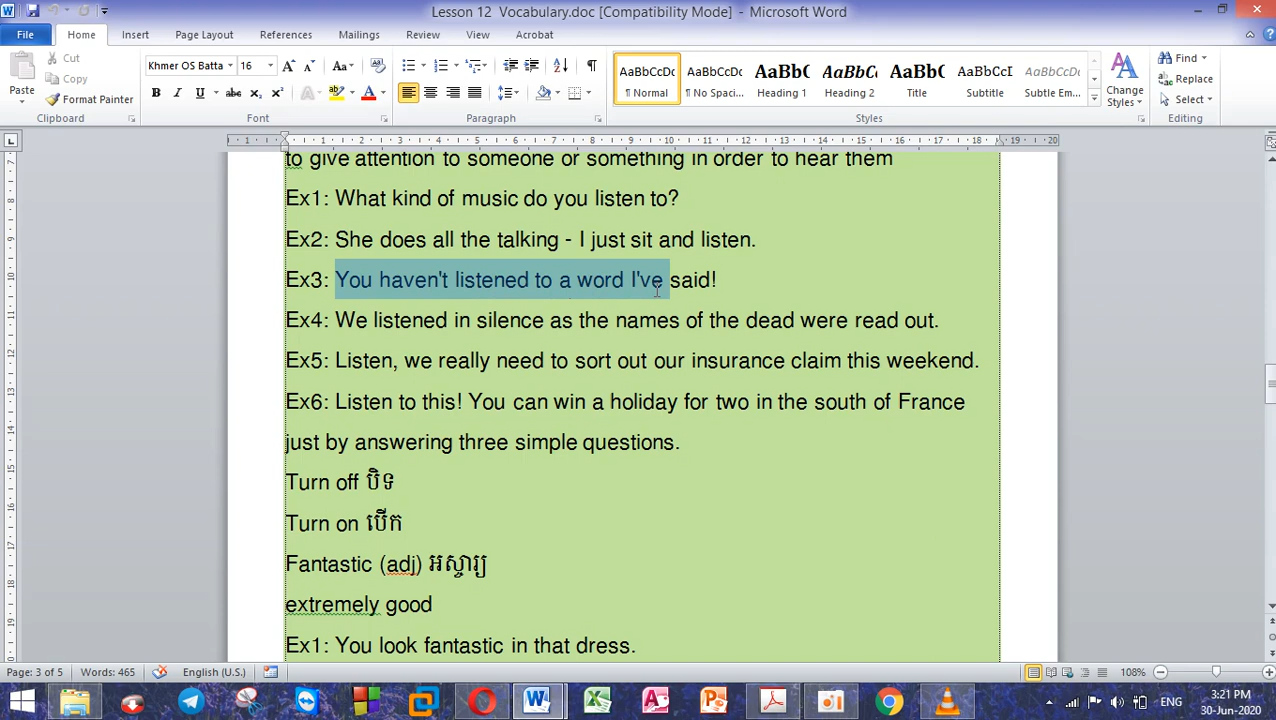 Lesson 12 Vocabulary.doc [Compatibility Mode] - Microsoft Word
File Home Insert Page Layout References Mailings Review View Acrobat
Paste Cut Copy Format Painter Clipboard
Khmer OS Batta 16 Font
Paragraph
AaBbCcDc ¶ Normal AaBbCcDc ¶ No Spaci... AaBbC Heading 1 AaBbCc Heading 2 AaBbC Title AaBbCcD Subtitle AaBbCcDc Subtle Em... Change Styles Styles
Find Replace Select Editing
to give attention to someone or something in order to hear them
Ex1: What kind of music do you listen to?
Ex2: She does all the talking - I just sit and listen.
Ex3: You haven't listened to a word I've said!
Ex4: We listened in silence as the names of the dead were read out.
Ex5: Listen, we really need to sort out our insurance claim this weekend.
Ex6: Listen to this! You can win a holiday for two in the south of France
just by answering three simple questions.
Turn off បិទ
Turn on បើក
Fantastic (adj) អស្ចារ្យ
extremely good
Ex1: You look fantastic in that dress.
Page: 3 of 5 Words: 465 English (U.S.) 108%
ENG 3:21 PM
30-Jun-2020